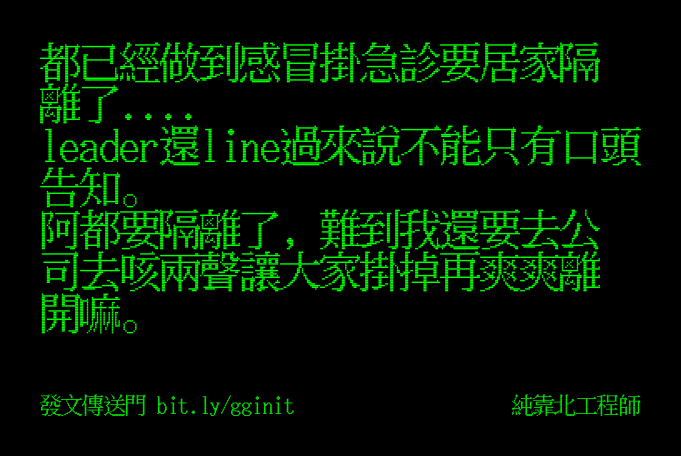 都已經做到感冒掛急診要居家隔
離了....
leader還line過來說不能只有口頭
告知。
阿都要隔離了，難到我還要去公
司去咳兩聲讓大家掛掉再爽爽離
開嘛。
發文傳送門 bit.ly/gginit
純靠北工程師